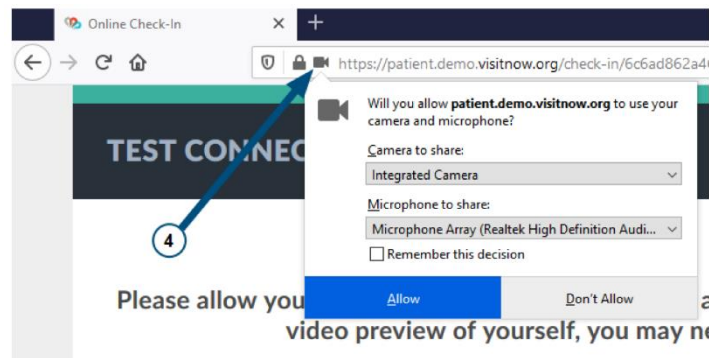 Online Check-In
https://patient.demo.visitnow.org/check-in/6c6ad862a4
Will you allow patient.demo.visitnow.org to use your
camera and microphone?
TEST CONNEC
Camera to share:
Integrated Camera
Microphone to share:
Microphone Array (Realtek High Definition Audi...
4
Remember this decision
Please allow you
Allow
Don't Allow
a
video preview of yourself, you may ne